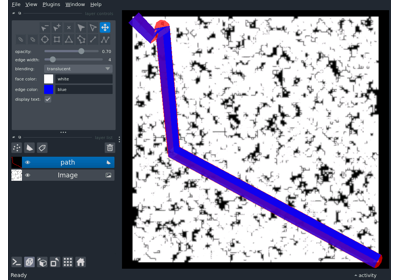 File View Plugins Window Help
opacity: 0.70
edge width:
blending: translucent
face color: white
edge color: blue
display text: ✓
path
Image
Ready
activity